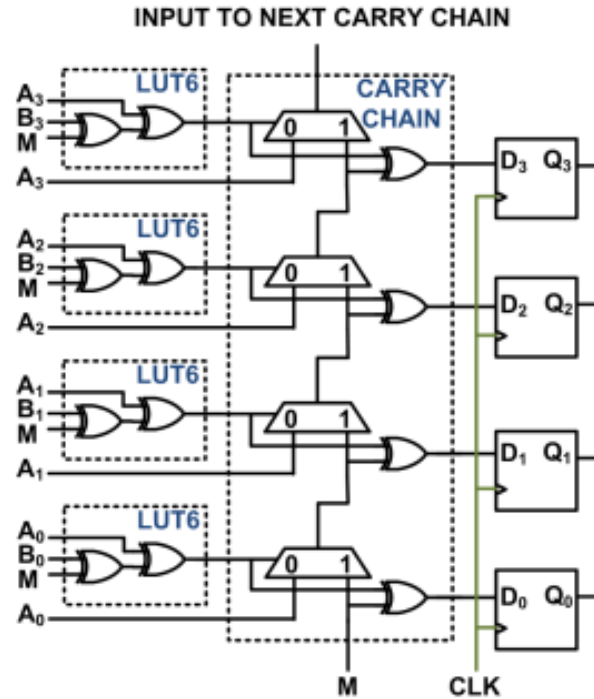 INPUT TO NEXT CARRY CHAIN
LUT6
CARRY
CHAIN
A3
B3
M
0 1
A3
D3 Q3
LUT6
A2
B2
M
0 1
A2
D2 Q2
LUT6
A1
B1
M
0 1
A1
D1 Q1
LUT6
A0
B0
M
0 1
A0
D0 Q0
M
CLK